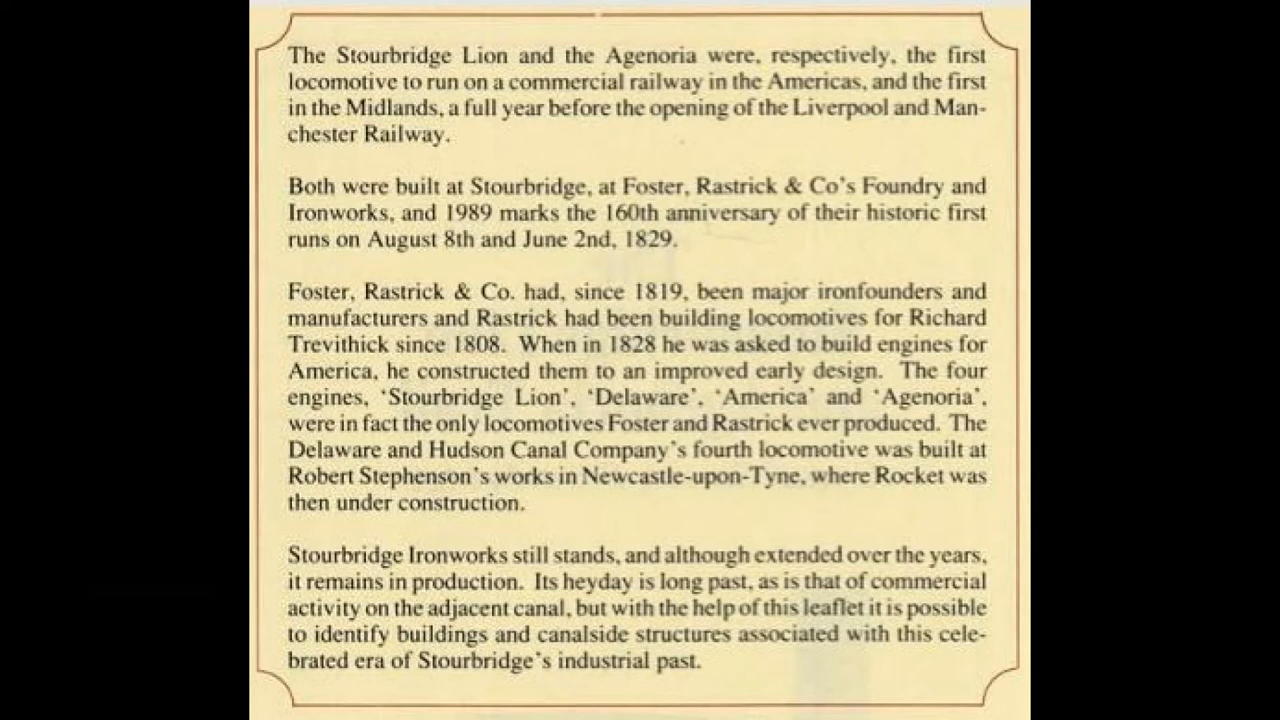 The Stourbridge Lion and the Agenoria were, respectively, the first
locomotive to run on a commercial railway in the Americas, and the first
in the Midlands, a full year before the opening of the Liverpool and Man-
chester Railway.
Both were built at Stourbridge, at Foster, Rastrick & Co's Foundry and
Ironworks, and 1989 marks the 160th anniversary of their historic first
runs on August 8th and June 2nd, 1829.
Foster, Rastrick & Co. had, since 1819, been major ironfounders and
manufacturers and Rastrick had been building locomotives for Richard
Trevithick since 1808. When in 1828 he was asked to build engines for
America, he constructed them to an improved early design. The four
engines, ‘Stourbridge Lion’, ‘Delaware’, ‘America’ and ‘Agenoria’,
were in fact the only locomotives Foster and Rastrick ever produced. The
Delaware and Hudson Canal Company's fourth locomotive was built at
Robert Stephenson's works in Newcastle-upon-Tyne, where Rocket was
then under construction.
Stourbridge Ironworks still stands, and although extended over the years,
it remains in production. Its heyday is long past, as is that of commercial
activity on the adjacent canal, but with the help of this leaflet it is possible
to identify buildings and canalside structures associated with this cele-
brated era of Stourbridge's industrial past.